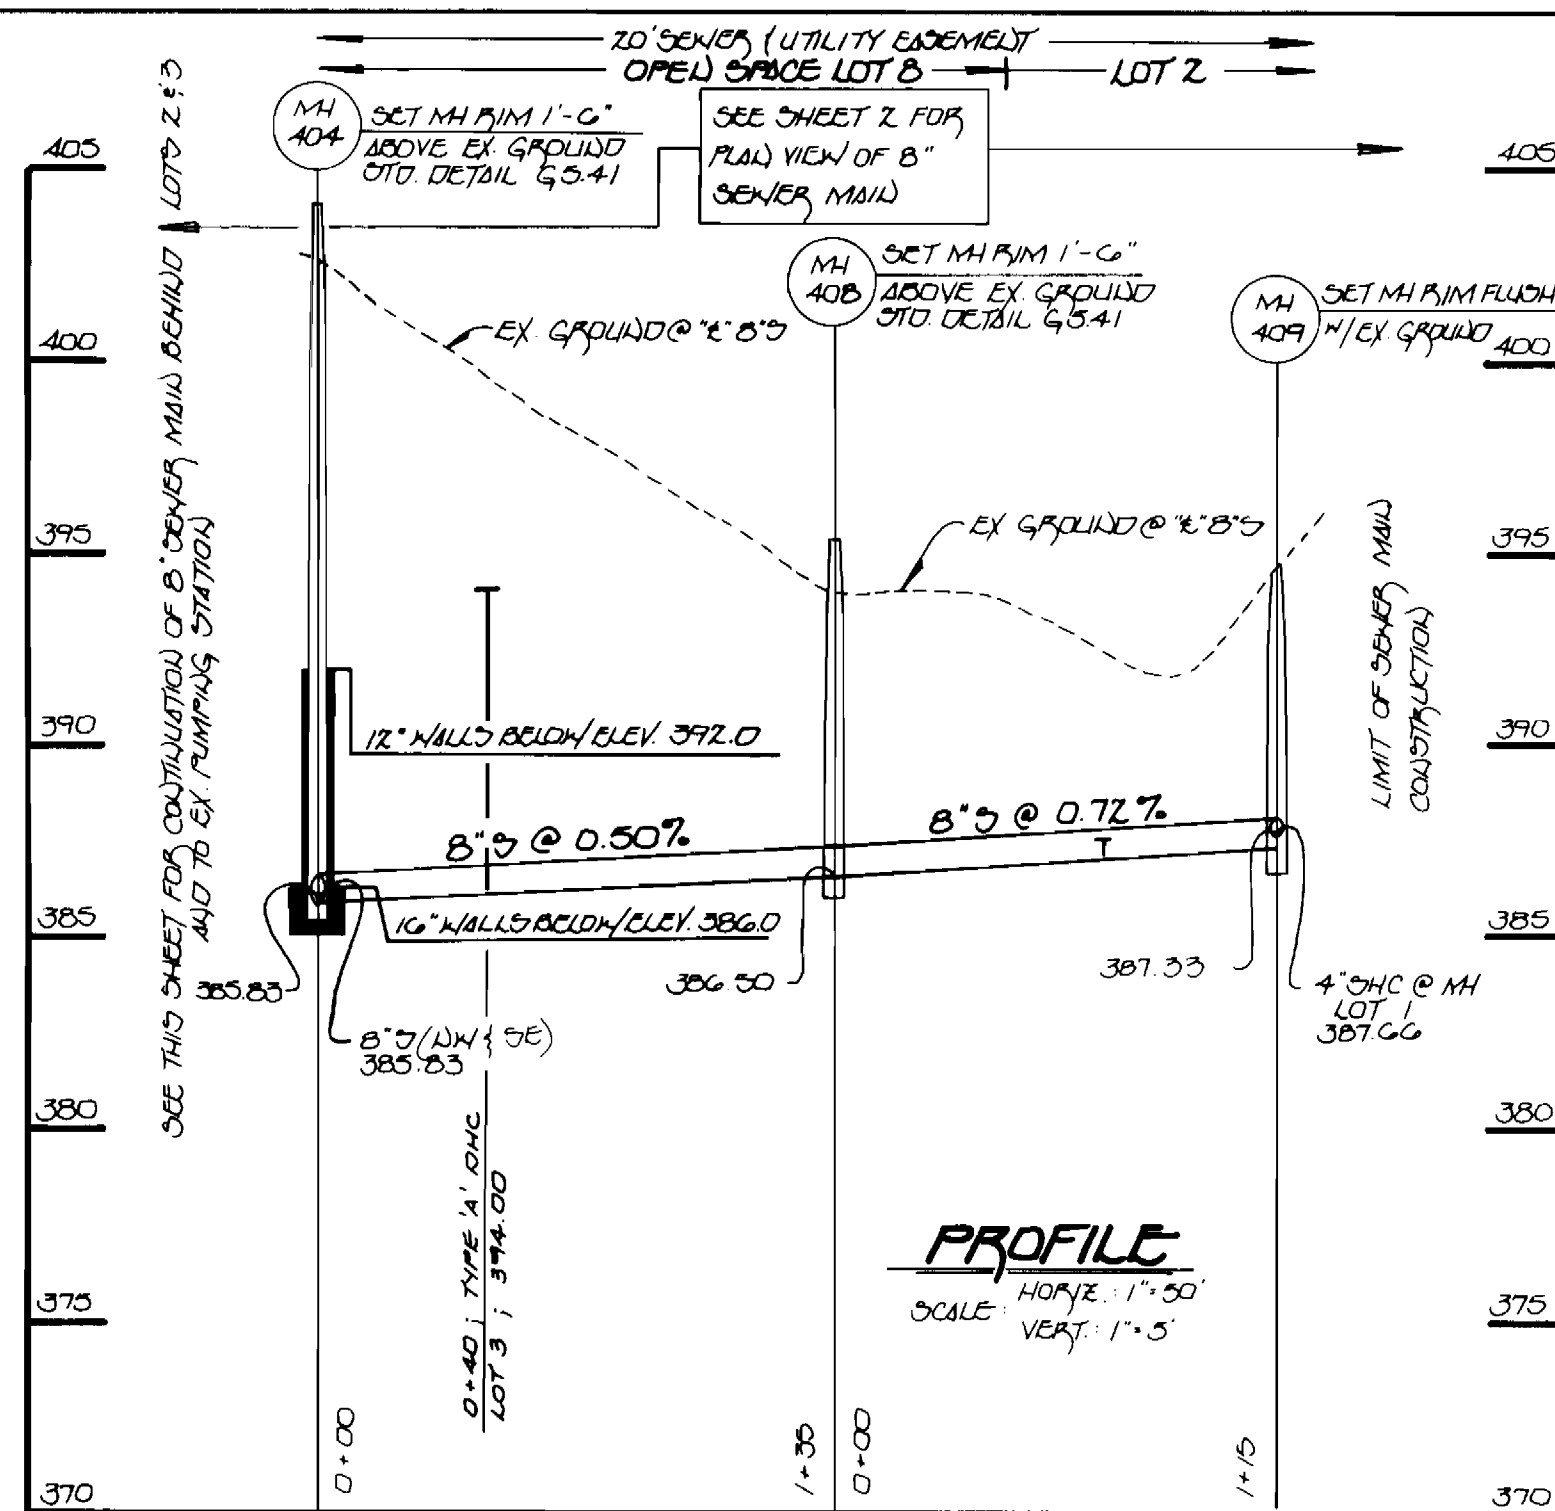 20' SEWER & UTILITY EASEMENT
OPEN SPACE LOT 8
LOT 2
MH
404
SET MH RIM 1'-6"
ABOVE EX. GROUND
STD. DETAIL G5.41
SEE SHEET 2 FOR
PLAN VIEW OF 8"
SEWER MAIN
MH
408
SET MH RIM 1'-6"
ABOVE EX. GROUND
STD. DETAIL G5.41
MH
409
SET MH RIM FLUSH
W/EX. GROUND
405
400
395
390
385
380
375
370
405
400
395
390
385
380
375
370
SEE THIS SHEET FOR CONTINUATION OF 8" SEWER MAIN BEHIND LOTS 2 & 3
AND TO EX. PUMPING STATION
EX. GROUND @ "℄" 8"S
EX GROUND @ "℄" 8"S
LIMIT OF SEWER MAIN
CONSTRUCTION
12" WALLS BELOW ELEV. 392.0
8"S @ 0.50%
8"S @ 0.72%
16" WALLS BELOW ELEV. 386.0
385.83
386.50
387.33
8"S (NW & SE)
385.83
4" SHC @ MH
LOT 1
387.66
0+40; TYPE 'A' DHC
LOT 3; 394.00
PROFILE
SCALE: HORIZ.: 1"=50'
VERT.: 1"=5'
0+00
1+35
0+00
1+15